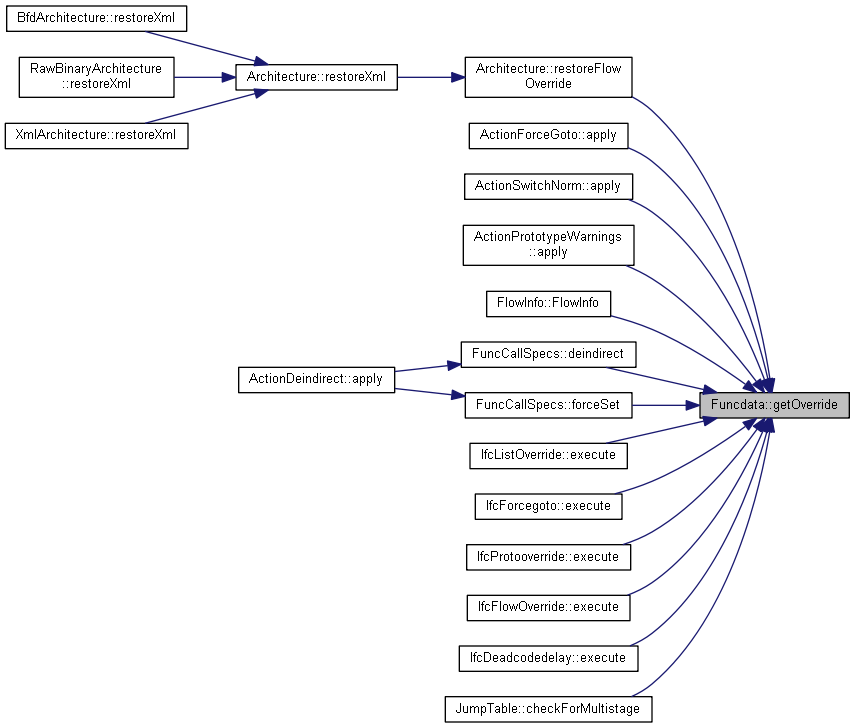 BfdArchitecture::restoreXml
RawBinaryArchitecture
::restoreXml
XmlArchitecture::restoreXml
Architecture::restoreXml
Architecture::restoreFlow
Override
ActionForceGoto::apply
ActionSwitchNorm::apply
ActionPrototypeWarnings
::apply
FlowInfo::FlowInfo
FuncCallSpecs::deindirect
ActionDeindirect::apply
FuncCallSpecs::forceSet
Funcdata::getOverride
IfcListOverride::execute
IfcForcegoto::execute
IfcProtooverride::execute
IfcFlowOverride::execute
IfcDeadcodedelay::execute
JumpTable::checkForMultistage